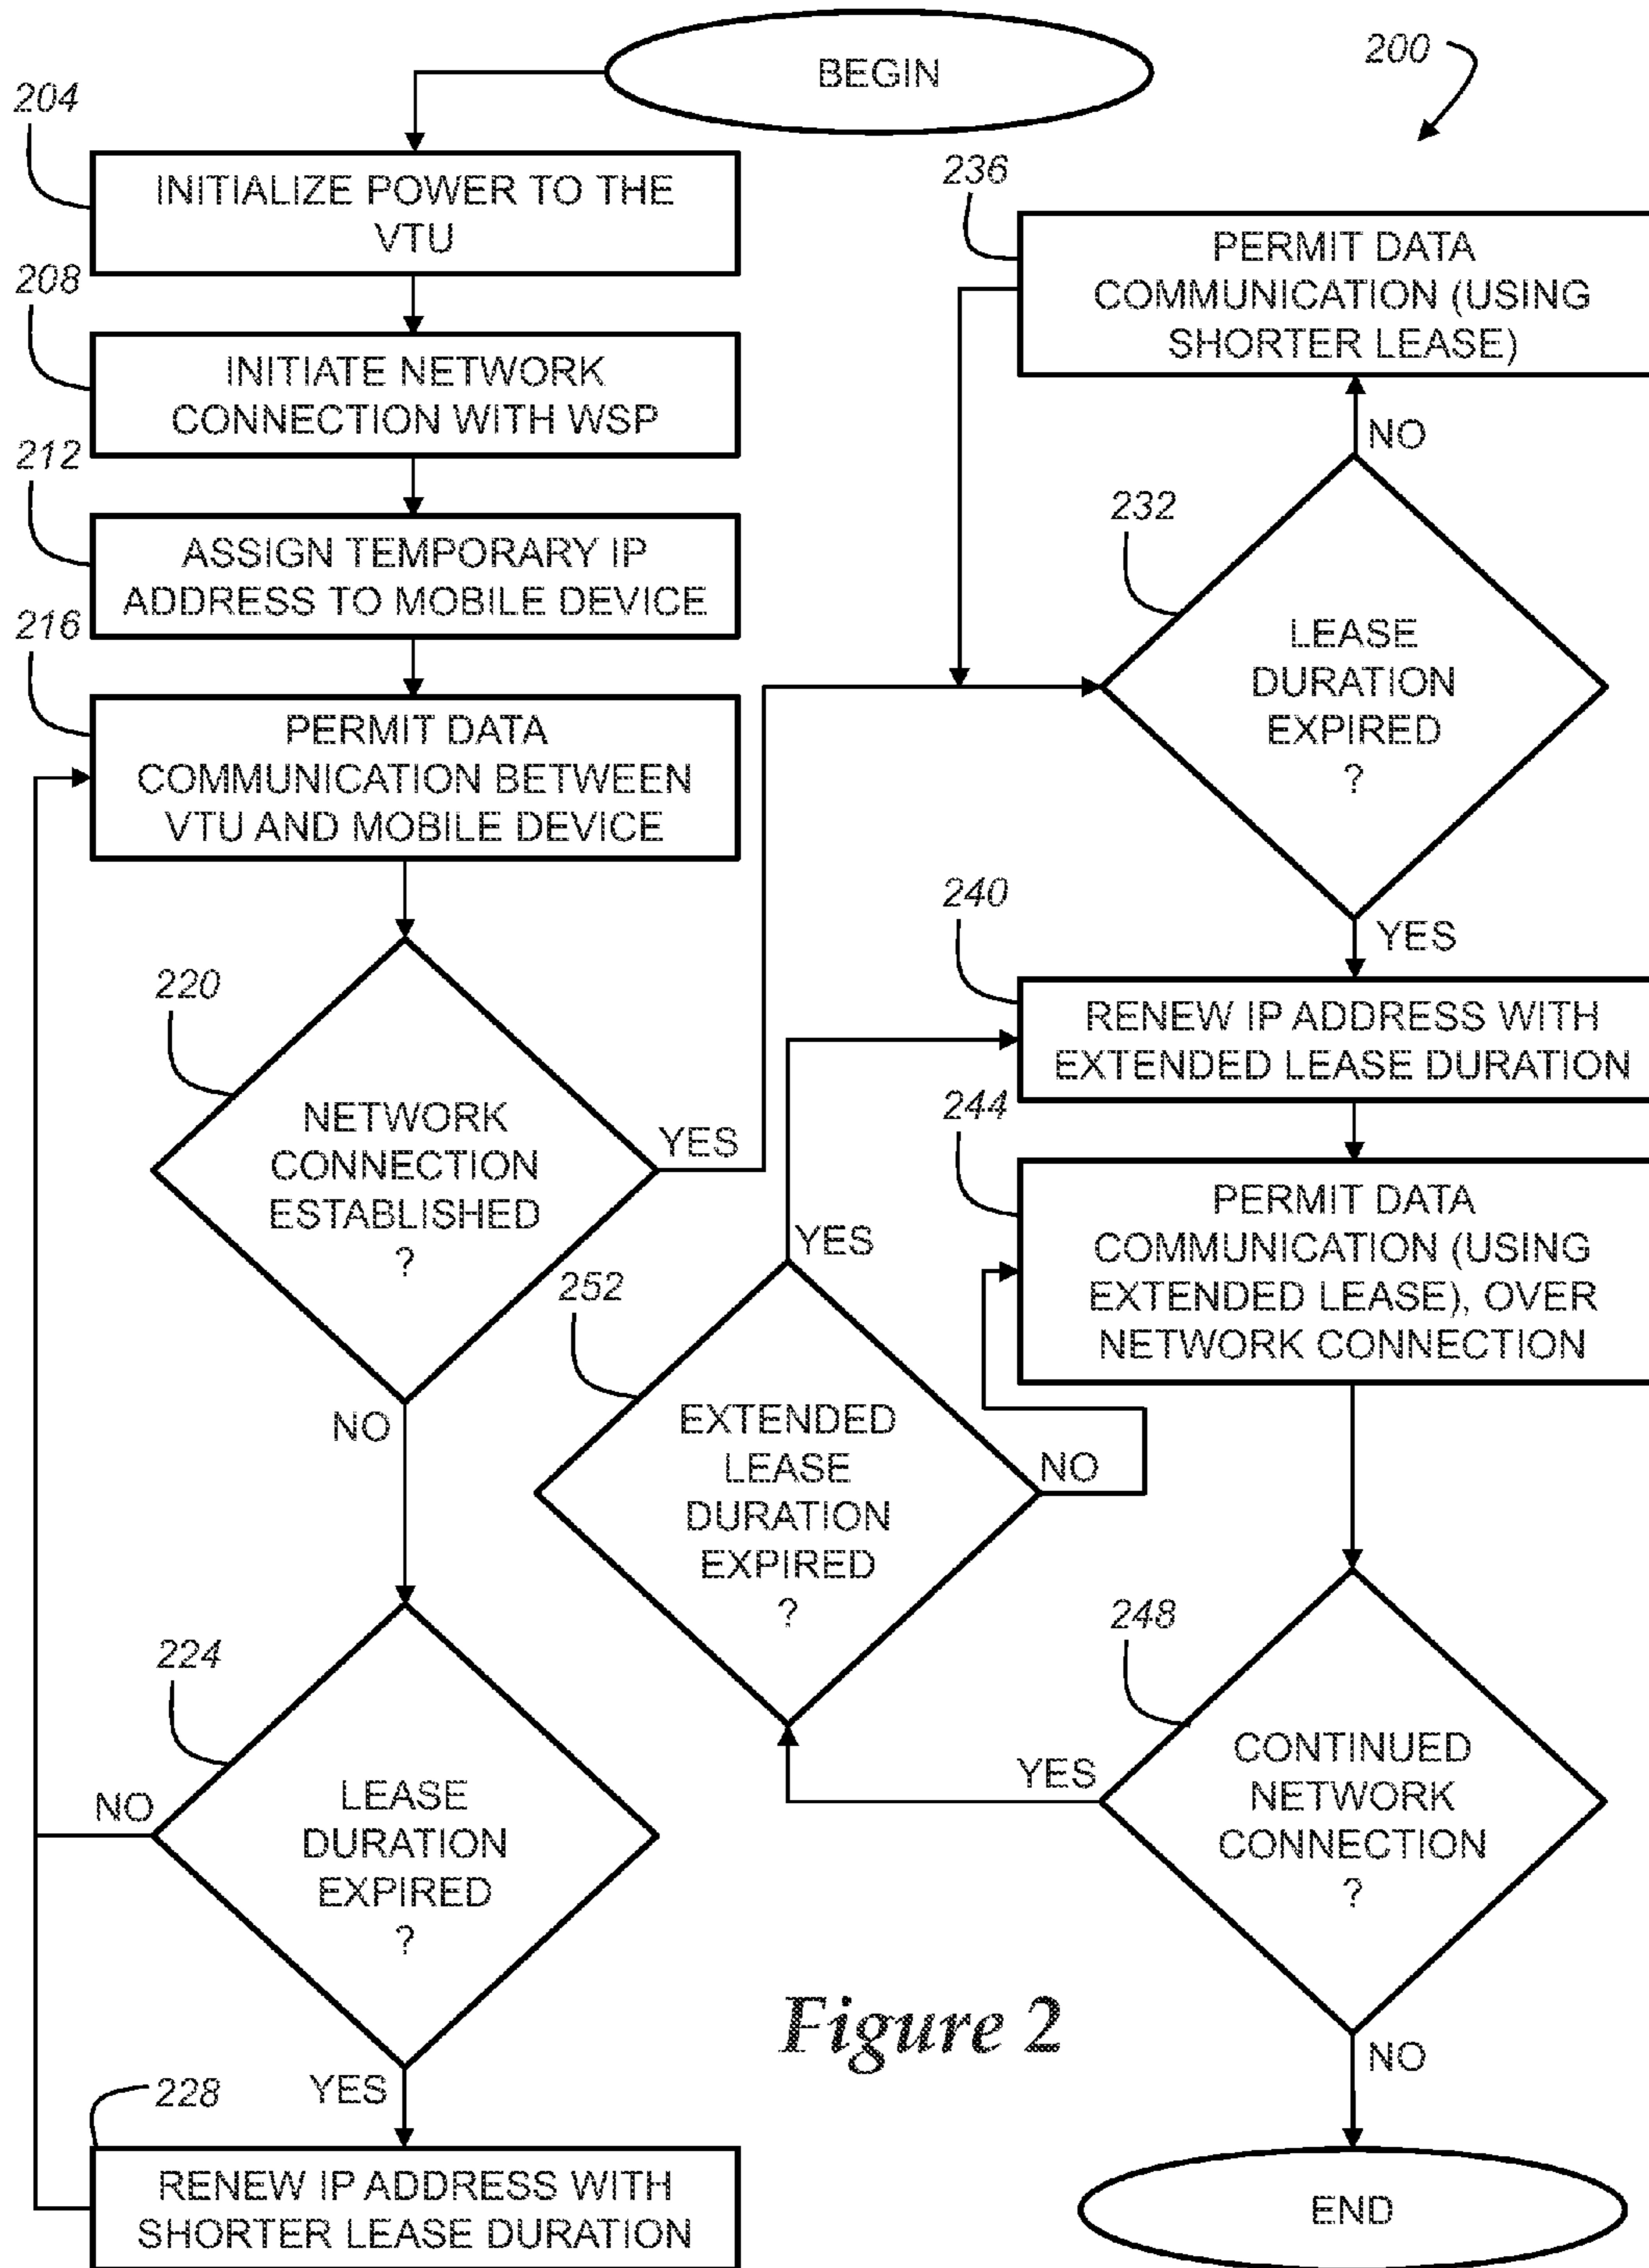 BEGIN
200
204
INITIALIZE POWER TO THE
VTU
208
INITIATE NETWORK
CONNECTION WITH WSP
212
ASSIGN TEMPORARY IP
ADDRESS TO MOBILE DEVICE
216
PERMIT DATA
COMMUNICATION BETWEEN
VTU AND MOBILE DEVICE
220
NETWORK
CONNECTION
ESTABLISHED
?
YES
NO
224
LEASE
DURATION
EXPIRED
?
NO
YES
228
RENEW IP ADDRESS WITH
SHORTER LEASE DURATION
236
PERMIT DATA
COMMUNICATION (USING
SHORTER LEASE)
NO
232
LEASE
DURATION
EXPIRED
?
YES
240
RENEW IP ADDRESS WITH
EXTENDED LEASE DURATION
244
PERMIT DATA
COMMUNICATION (USING
EXTENDED LEASE), OVER
NETWORK CONNECTION
YES
252
EXTENDED
LEASE
DURATION
EXPIRED
?
NO
248
YES
CONTINUED
NETWORK
CONNECTION
?
NO
END
Figure 2